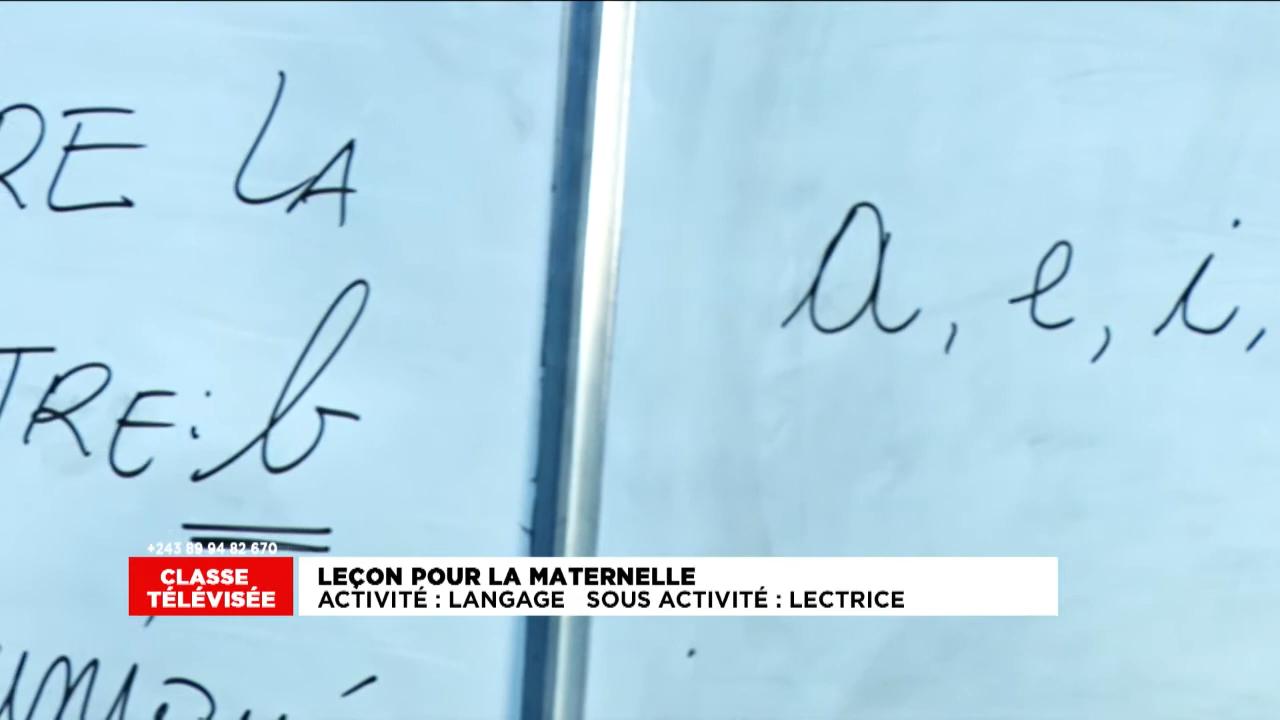 RE LA
TRE : b
a, e, i,
+243 89 94 82 670
CLASSE
TÉLÉVISÉE
LEÇON POUR LA MATERNELLE
ACTIVITÉ : LANGAGE SOUS ACTIVITÉ : LECTRICE